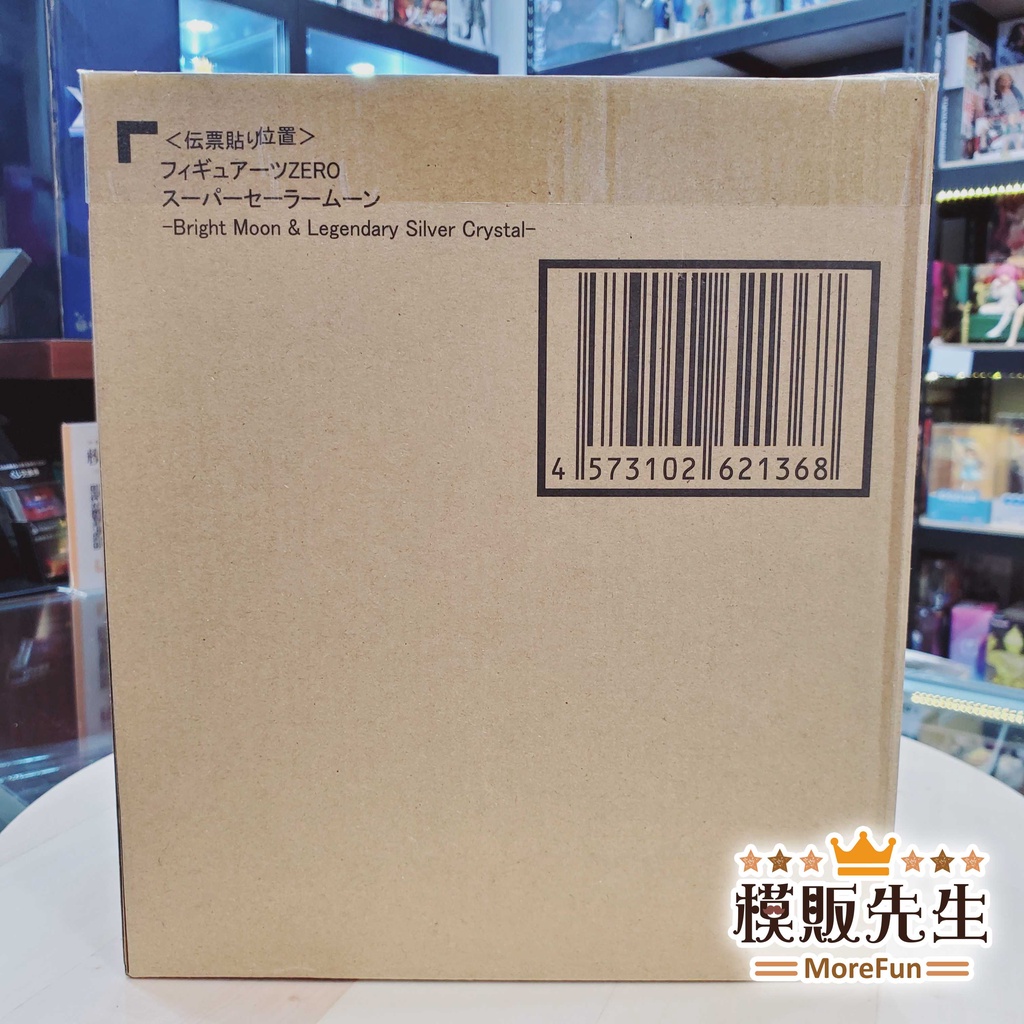 <伝票貼り位置>
フィギュアーツZERO
スーパーセーラームーン
-Bright Moon & Legendary Silver Crystal-
4 573102 621368
模販先生
MoreFun